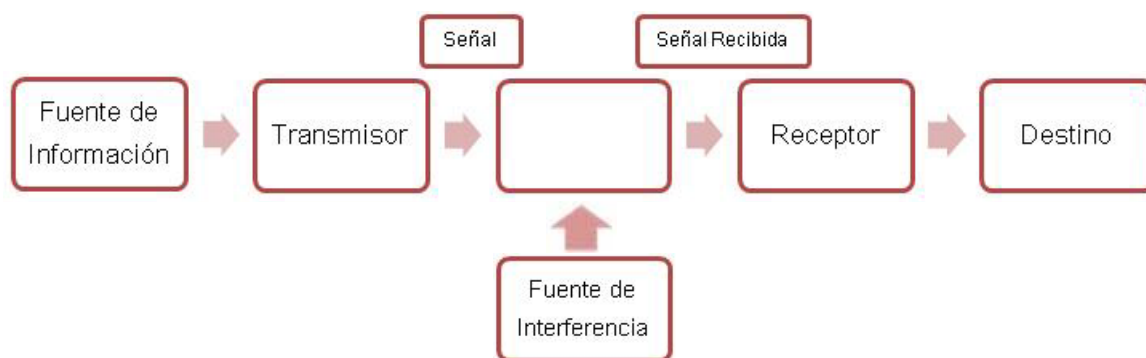 Señal
Señal Recibida
Fuente de
Información
Transmisor
Receptor
Destino
Fuente de
Interferencia